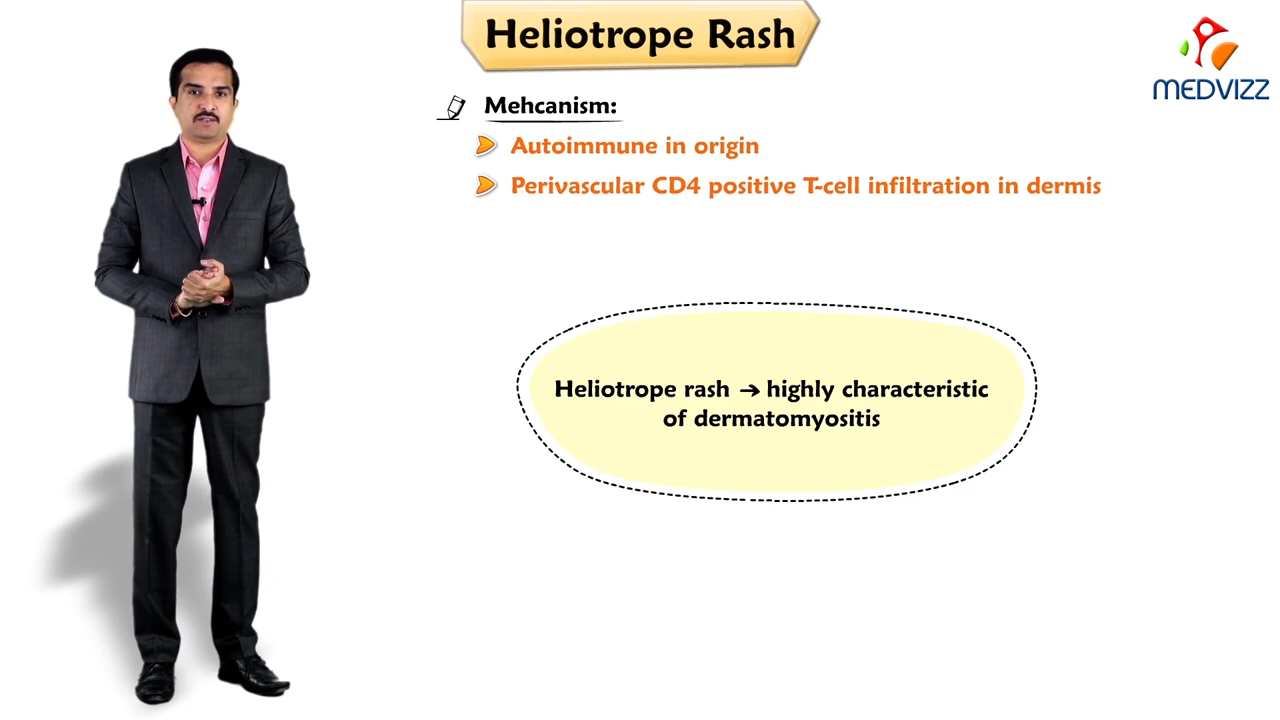 Heliotrope Rash
MEDVIZZ
Mehcanism:
Autoimmune in origin
Perivascular CD4 positive T-cell infiltration in dermis
Heliotrope rash → highly characteristic
of dermatomyositis